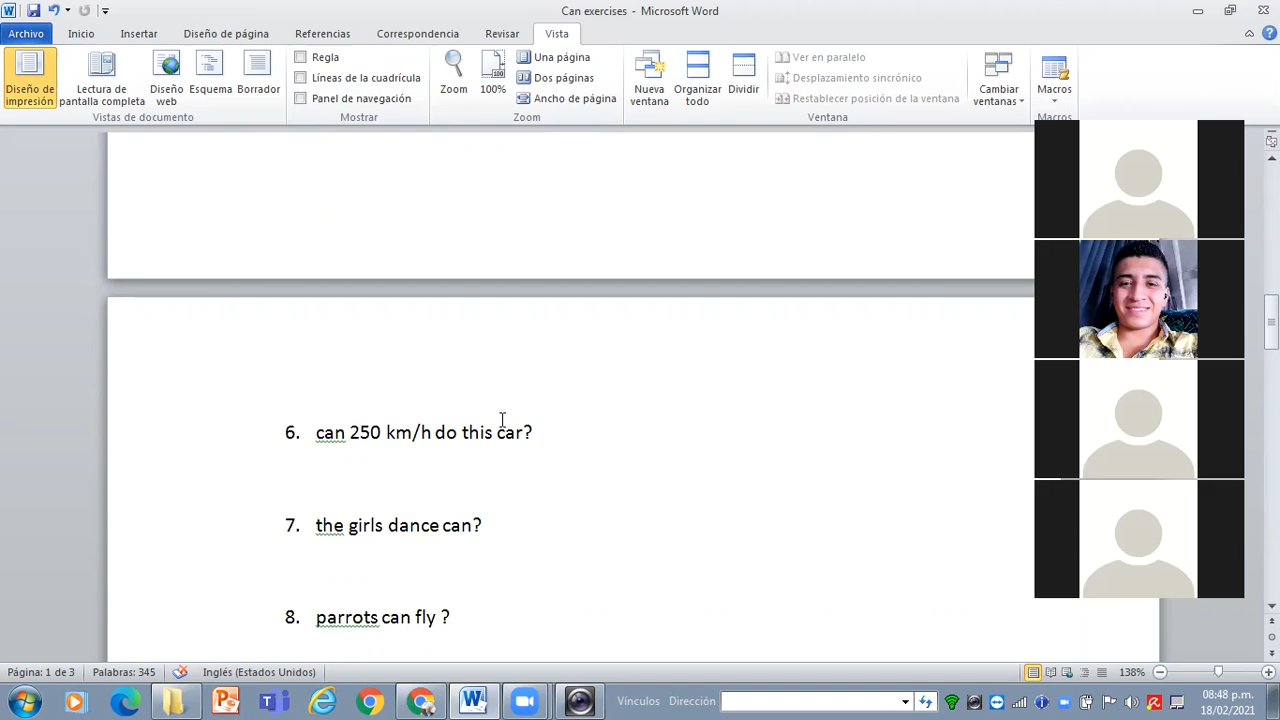 Can exercises - Microsoft Word
Archivo Inicio Insertar Diseño de página Referencias Correspondencia Revisar Vista
Diseño de impresión
Lectura de pantalla completa
Diseño web
Esquema
Borrador
Vistas de documento
Regla
Líneas de la cuadrícula
Panel de navegación
Mostrar
Zoom
100%
Una página
Dos páginas
Ancho de página
Zoom
Nueva ventana
Organizar todo
Dividir
Ver en paralelo
Desplazamiento sincrónico
Restablecer posición de la ventana
Ventana
Cambiar ventanas
Macros
Macros
6. can 250 km/h do this car?
7. the girls dance can?
8. parrots can fly ?
Página: 1 de 3 Palabras: 345 Inglés (Estados Unidos) 138%
Vínculos Dirección
08:48 p.m.
18/02/2021